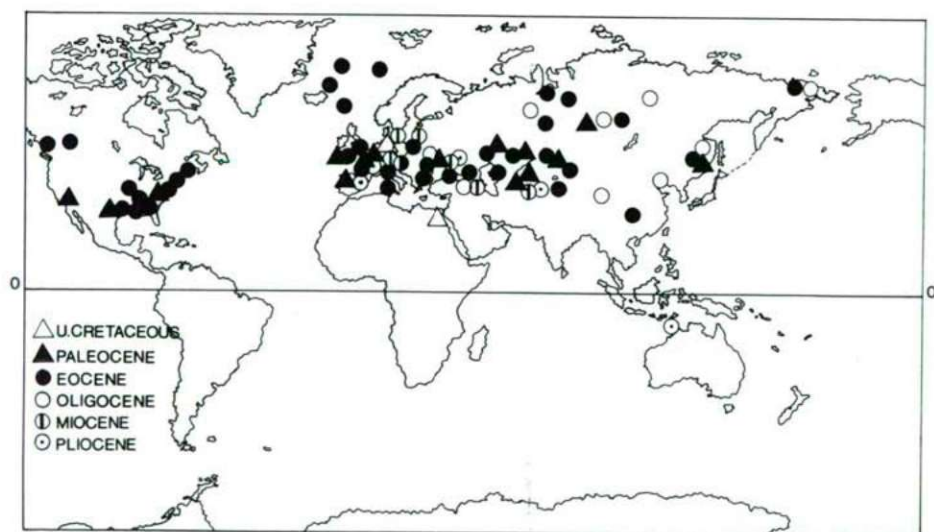 0
0
U.CRETACEOUS
PALEOCENE
EOCENE
OLIGOCENE
MIOCENE
PLIOCENE